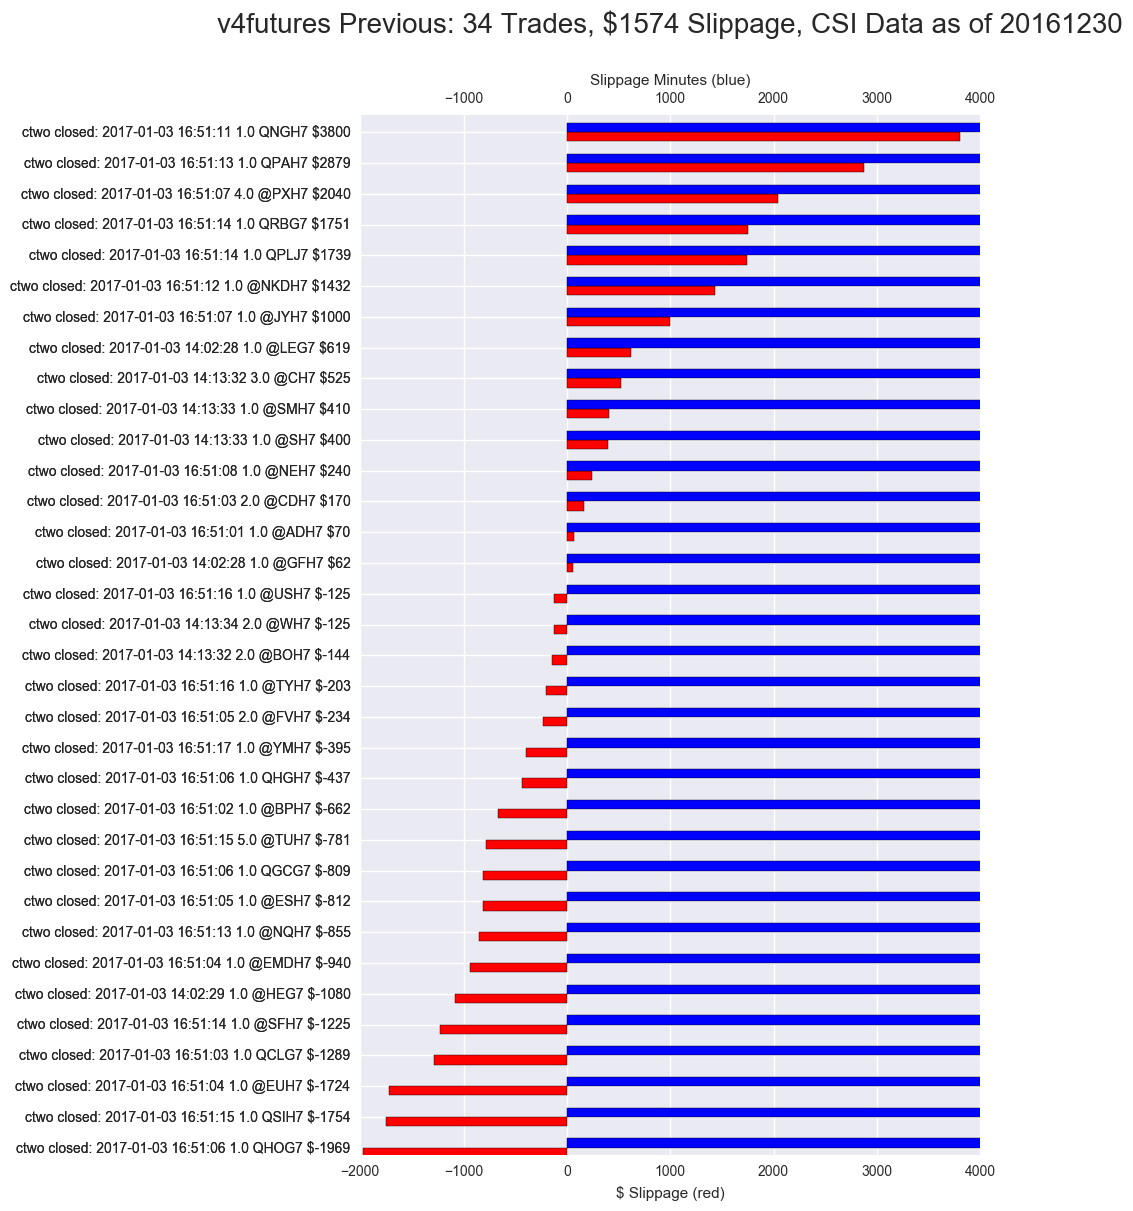 v4futures Previous: 34 Trades, $1574 Slippage, CSI Data as of 20161230
Slippage Minutes (blue)
−1000 0 1000 2000 3000 4000
ctwo closed: 2017-01-03 16:51:11 1.0 QNGH7 $3800
ctwo closed: 2017-01-03 16:51:13 1.0 QPAH7 $2879
ctwo closed: 2017-01-03 16:51:07 4.0 @PXH7 $2040
ctwo closed: 2017-01-03 16:51:14 1.0 QRBG7 $1751
ctwo closed: 2017-01-03 16:51:14 1.0 QPLJ7 $1739
ctwo closed: 2017-01-03 16:51:12 1.0 @NKDH7 $1432
ctwo closed: 2017-01-03 16:51:07 1.0 @JYH7 $1000
ctwo closed: 2017-01-03 14:02:28 1.0 @LEG7 $619
ctwo closed: 2017-01-03 14:13:32 3.0 @CH7 $525
ctwo closed: 2017-01-03 14:13:33 1.0 @SMH7 $410
ctwo closed: 2017-01-03 14:13:33 1.0 @SH7 $400
ctwo closed: 2017-01-03 16:51:08 1.0 @NEH7 $240
ctwo closed: 2017-01-03 16:51:03 2.0 @CDH7 $170
ctwo closed: 2017-01-03 16:51:01 1.0 @ADH7 $70
ctwo closed: 2017-01-03 14:02:28 1.0 @GFH7 $62
ctwo closed: 2017-01-03 16:51:16 1.0 @USH7 $-125
ctwo closed: 2017-01-03 14:13:34 2.0 @WH7 $-125
ctwo closed: 2017-01-03 14:13:32 2.0 @BOH7 $-144
ctwo closed: 2017-01-03 16:51:16 1.0 @TYH7 $-203
ctwo closed: 2017-01-03 16:51:05 2.0 @FVH7 $-234
ctwo closed: 2017-01-03 16:51:17 1.0 @YMH7 $-395
ctwo closed: 2017-01-03 16:51:06 1.0 QHGH7 $-437
ctwo closed: 2017-01-03 16:51:02 1.0 @BPH7 $-662
ctwo closed: 2017-01-03 16:51:15 5.0 @TUH7 $-781
ctwo closed: 2017-01-03 16:51:06 1.0 QGCG7 $-809
ctwo closed: 2017-01-03 16:51:05 1.0 @ESH7 $-812
ctwo closed: 2017-01-03 16:51:13 1.0 @NQH7 $-855
ctwo closed: 2017-01-03 16:51:04 1.0 @EMDH7 $-940
ctwo closed: 2017-01-03 14:02:29 1.0 @HEG7 $-1080
ctwo closed: 2017-01-03 16:51:14 1.0 @SFH7 $-1225
ctwo closed: 2017-01-03 16:51:03 1.0 QCLG7 $-1289
ctwo closed: 2017-01-03 16:51:04 1.0 @EUH7 $-1724
ctwo closed: 2017-01-03 16:51:15 1.0 QSIH7 $-1754
ctwo closed: 2017-01-03 16:51:06 1.0 QHOG7 $-1969
−2000 −1000 0 1000 2000 3000 4000
$ Slippage (red)